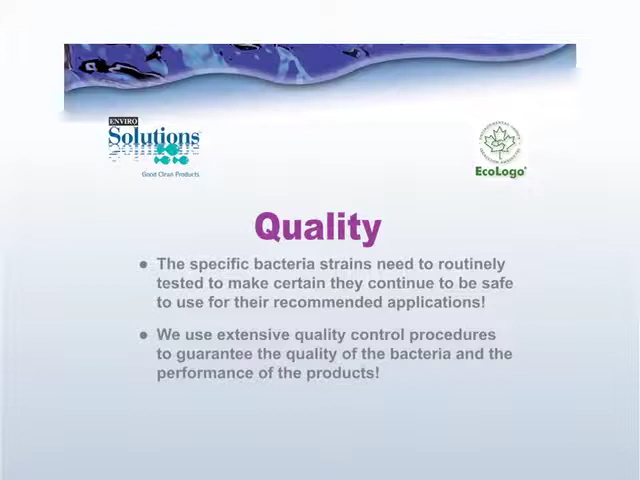 ENVIRO
Solutions
Good Clean Products
EcoLogo
Quality
● The specific bacteria strains need to routinely
tested to make certain they continue to be safe
to use for their recommended applications!
● We use extensive quality control procedures
to guarantee the quality of the bacteria and the
performance of the products!